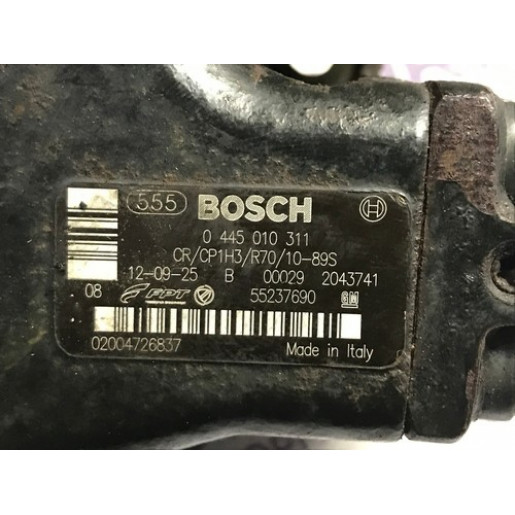 555 BOSCH
0 445 010 311
CR/CP1H3/R70/10-89S
12-09-25 B 00029 2043741
08 FPT 55237690 GM
02004726837 Made in Italy